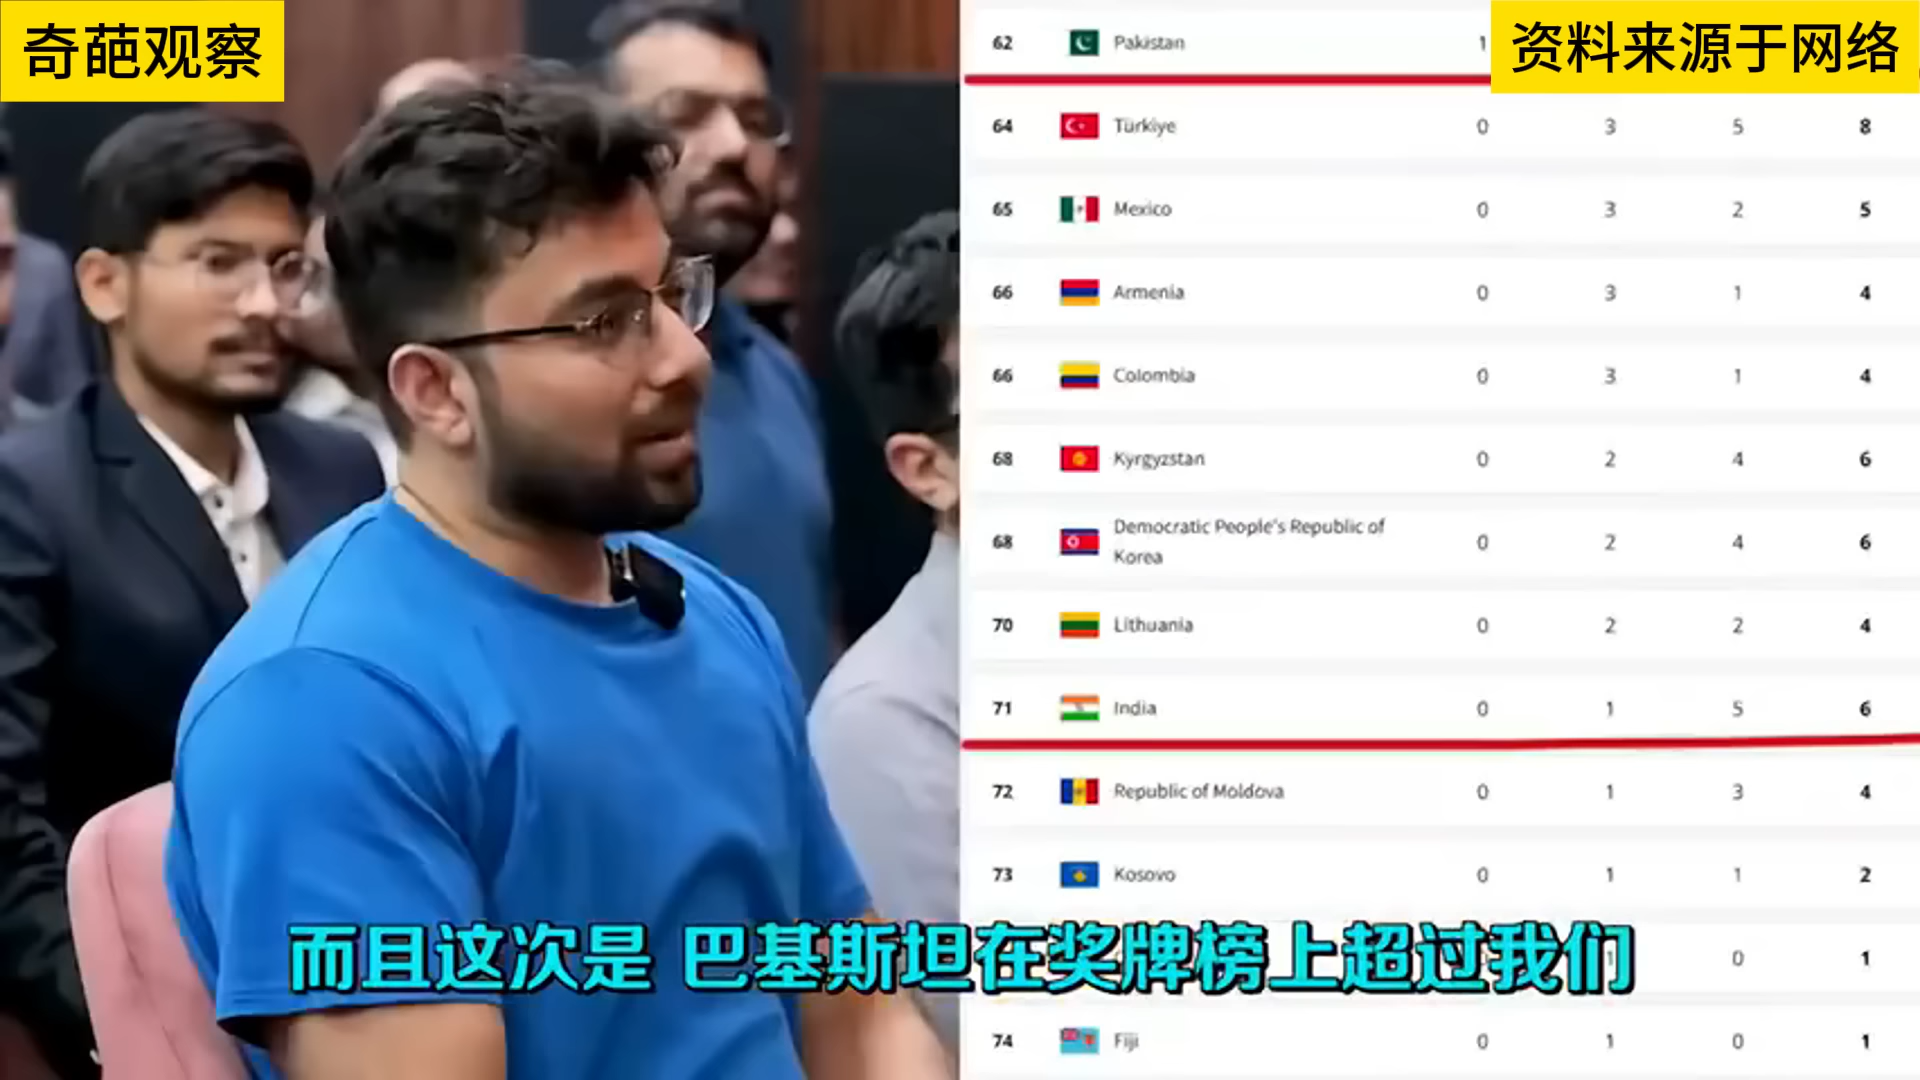 奇葩观察
资料来源于网络
62 Pakistan 1
64 Türkiye 0 3 5 8
65 Mexico 0 3 2 5
66 Armenia 0 3 1 4
66 Colombia 0 3 1 4
68 Kyrgyzstan 0 2 4 6
68 Democratic People's Republic of
Korea 0 2 4 6
70 Lithuania 0 2 2 4
71 India 0 1 5 6
72 Republic of Moldova 0 1 3 4
73 Kosovo 0 1 1 2
0 1
而且这次是 巴基斯坦在奖牌榜上超过我们
74 Fiji 0 1 0 1